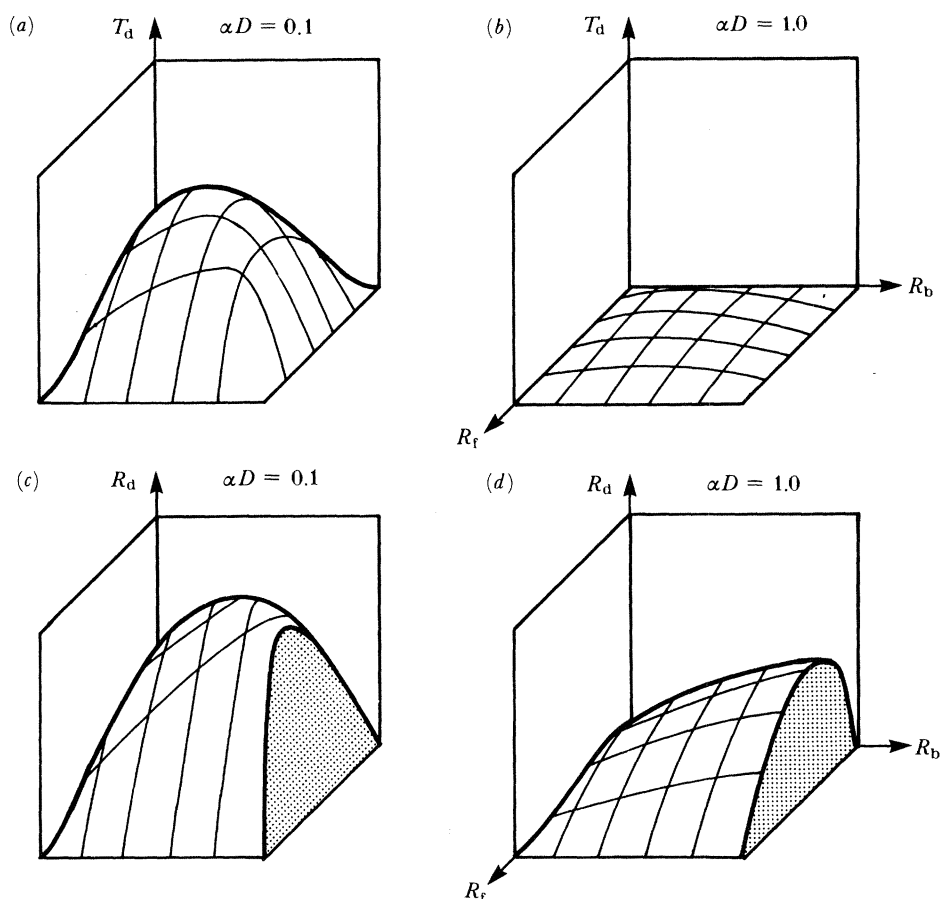 (a) T_d αD = 0.1
(b) T_d αD = 1.0
R_b
R_f
(c) R_d αD = 0.1
(d) R_d αD = 1.0
R_b
R_f